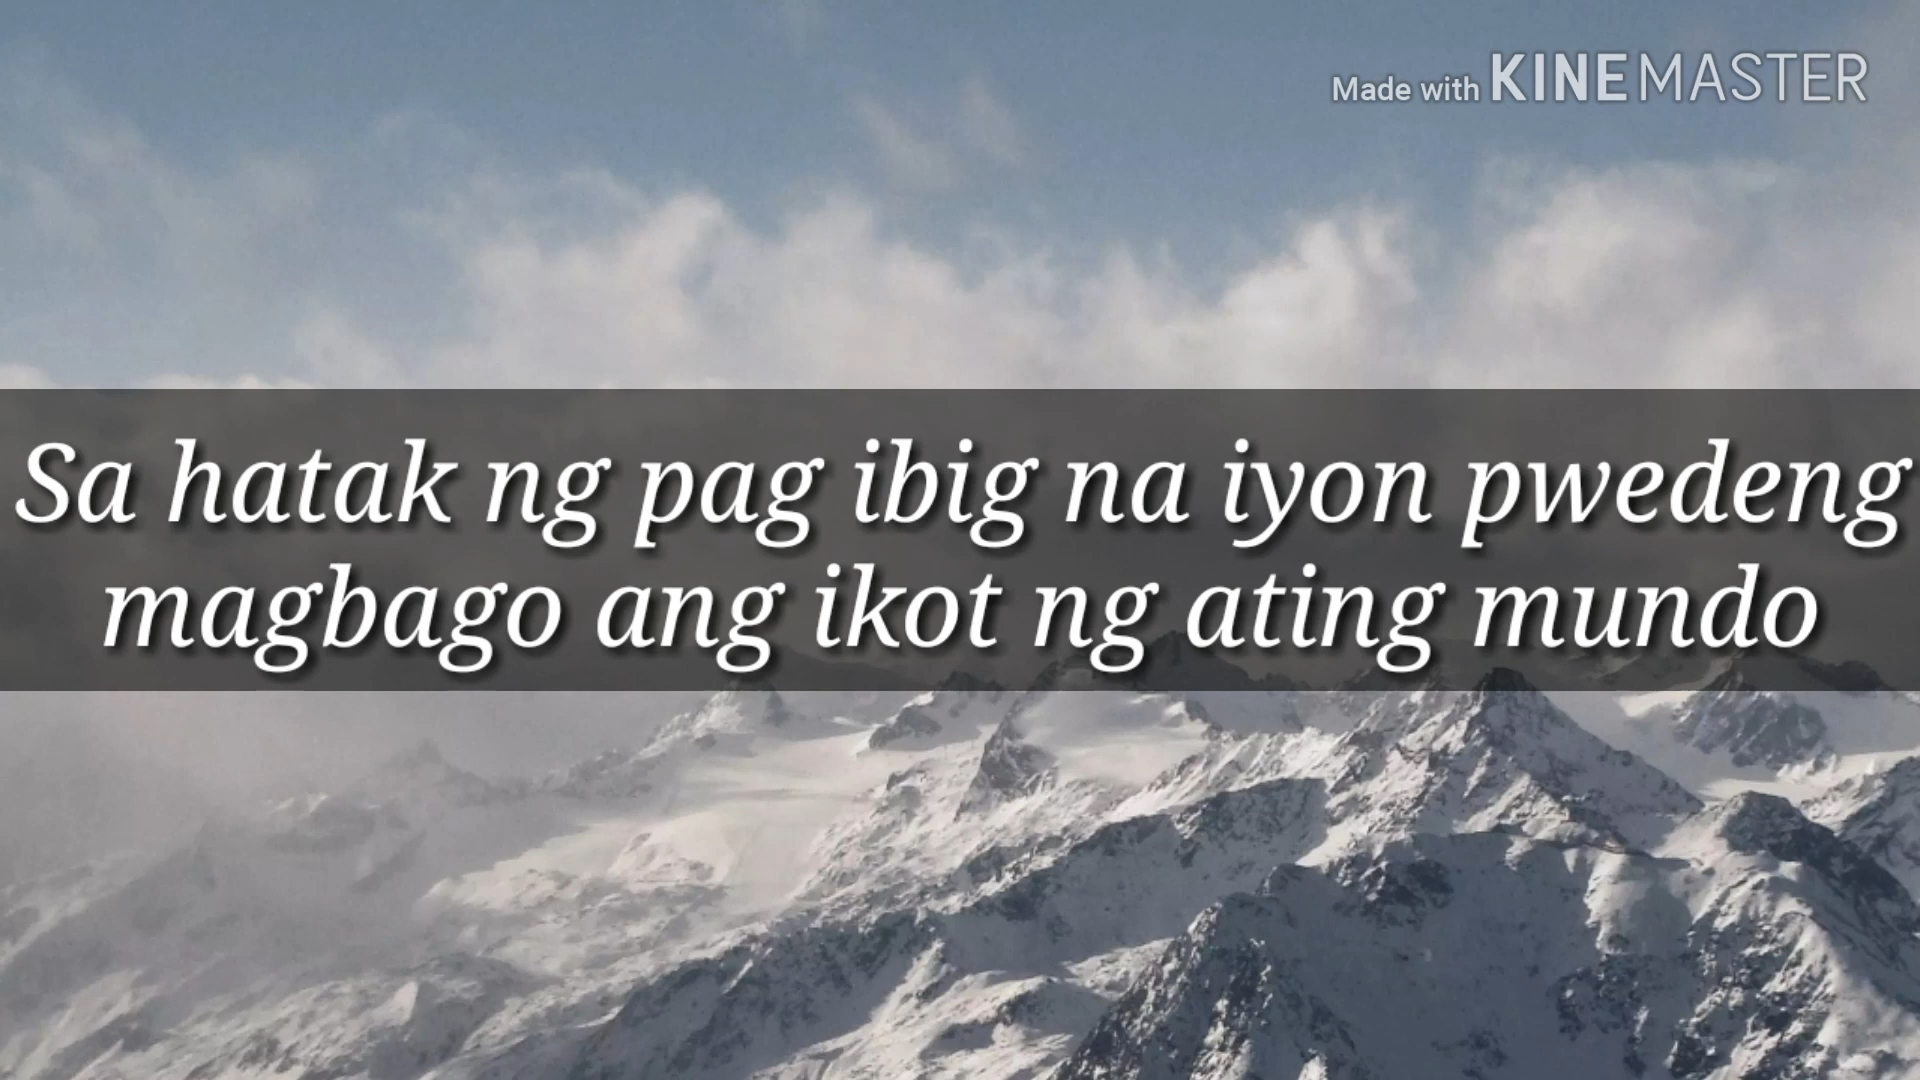 Made with KINEMASTER
Sa hatak ng pag ibig na iyon pwedeng
magbago ang ikot ng ating mundo